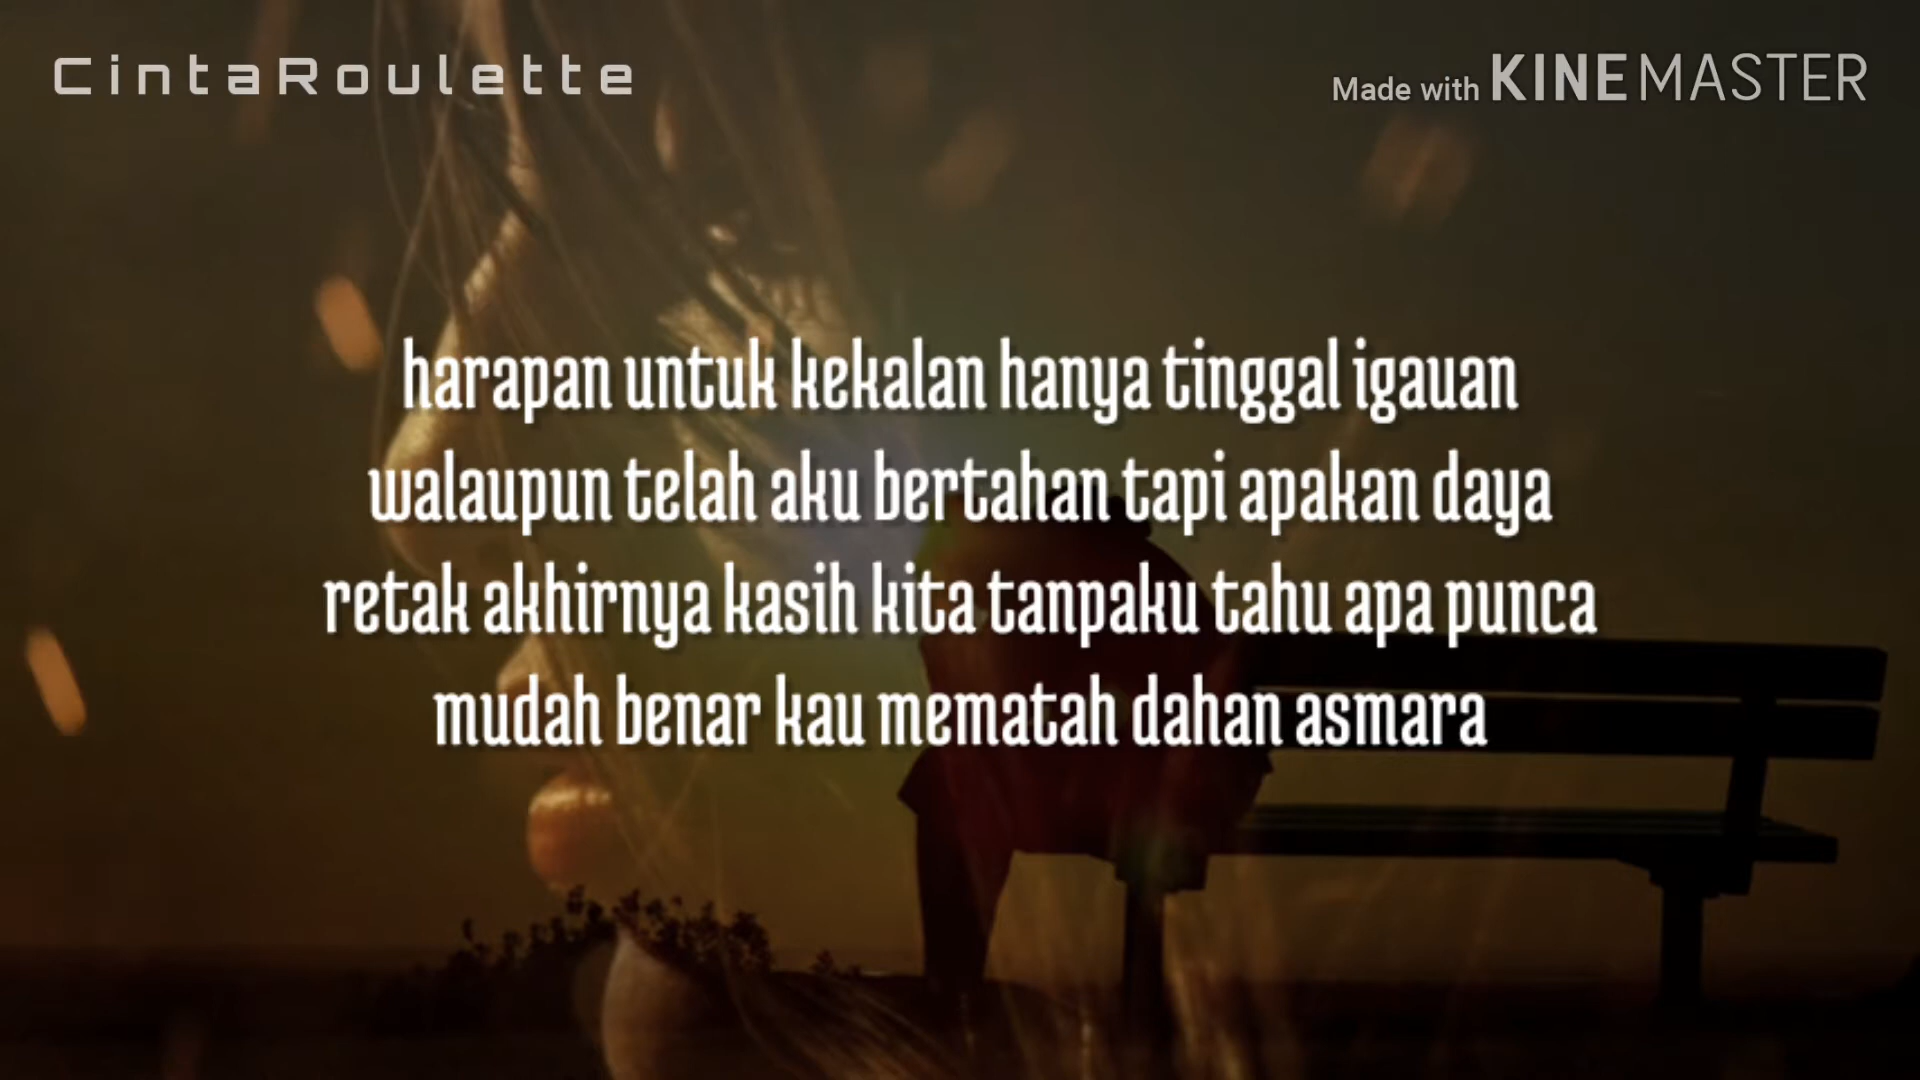 CintaRoulette
Made with KINEMASTER
harapan untuk kekalan hanya tinggal igauan
walaupun telah aku bertahan tapi apakan daya
retak akhirnya kasih kita tanpaku tahu apa punca
mudah benar kau mematah dahan asmara